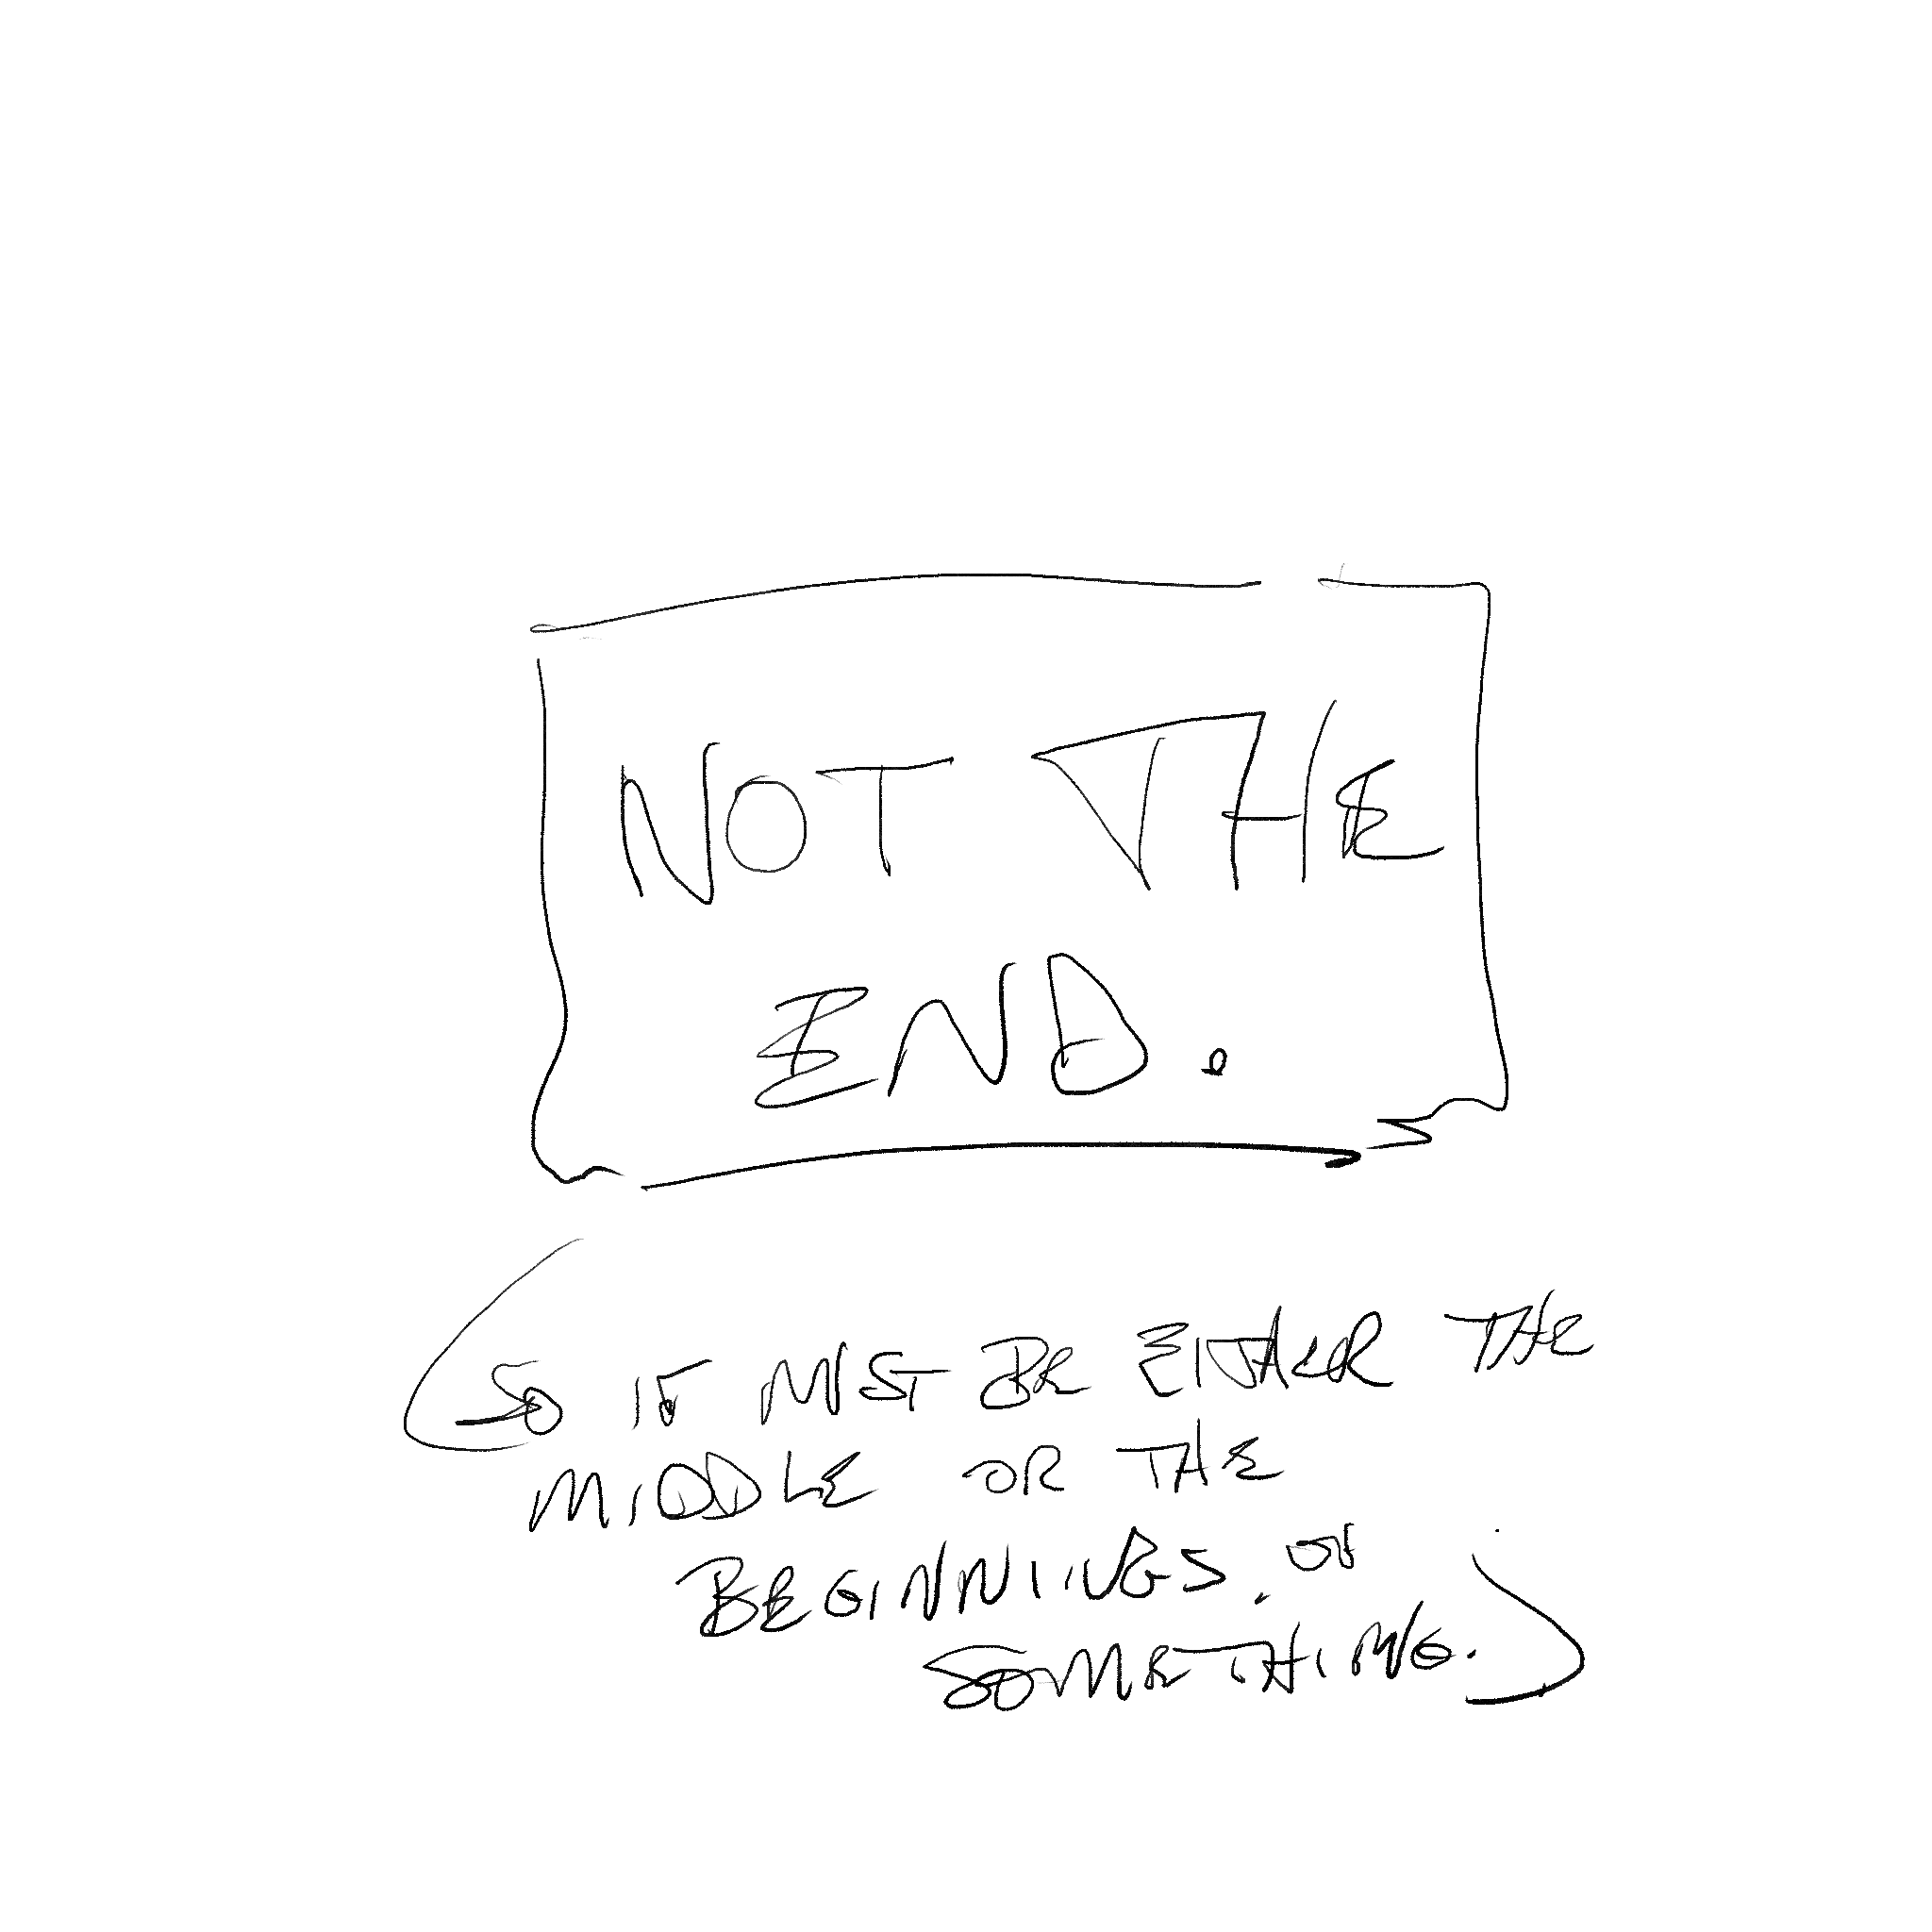 NOT THE
END.
(SO IT MUST BE EITHER THE
MIDDLE OR THE
BEGINNINGS. OF
SOMETHING.)